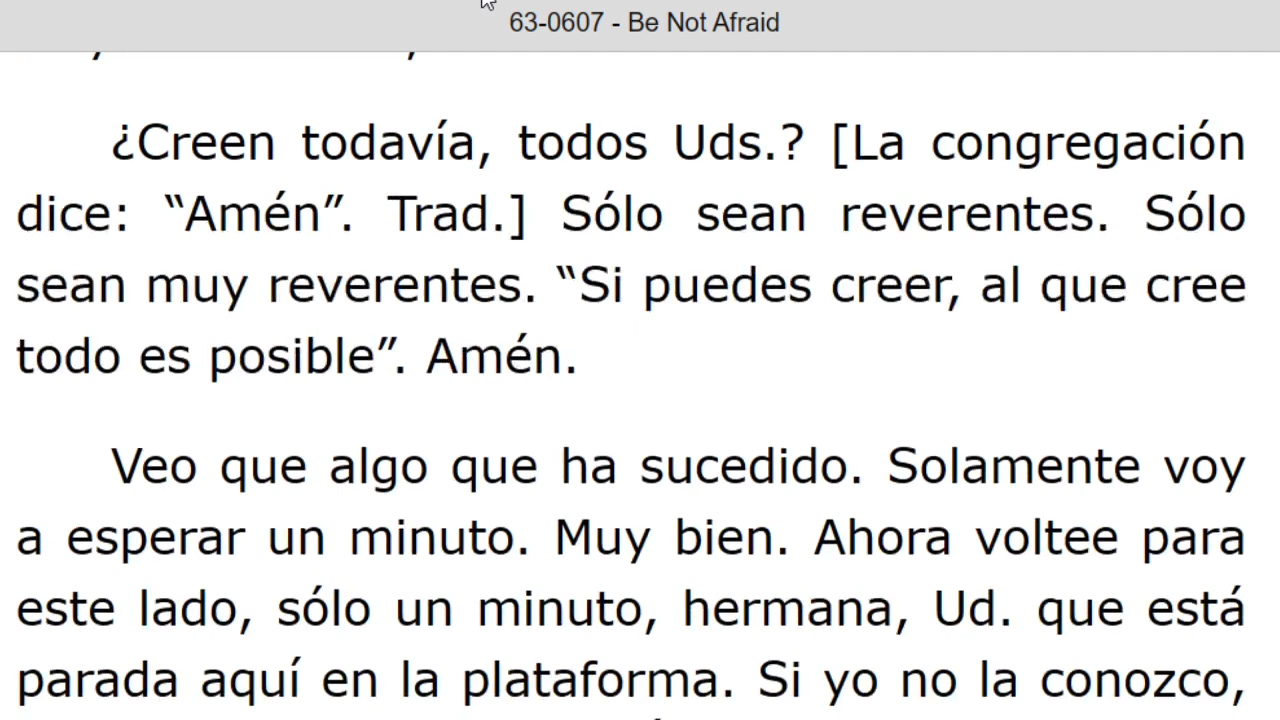 63-0607 - Be Not Afraid
¿Creen todavía, todos Uds.? [La congregación
dice: “Amén”. Trad.] Sólo sean reverentes. Sólo
sean muy reverentes. “Si puedes creer, al que cree
todo es posible”. Amén.
Veo que algo que ha sucedido. Solamente voy
a esperar un minuto. Muy bien. Ahora voltee para
este lado, sólo un minuto, hermana, Ud. que está
parada aquí en la plataforma. Si yo no la conozco,